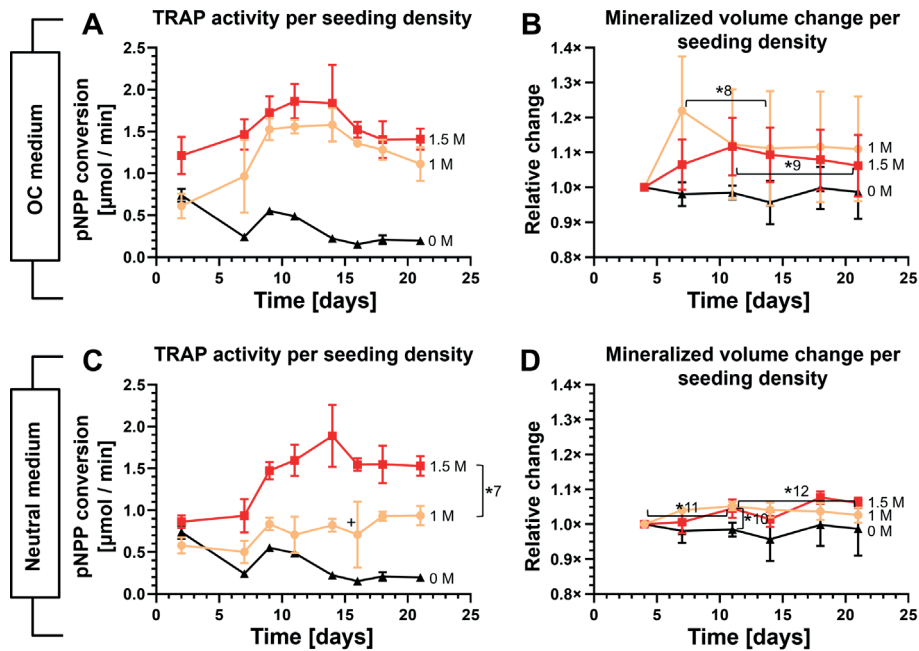 OC medium
A
TRAP activity per seeding density
pNPP conversion
[µmol / min]
2.5
2.0
1.5
1.0
0.5
0.0
0
5
10
15
20
25
Time [days]
1.5 M
1 M
0 M
B
Mineralized volume change per
seeding density
Relative change
1.4×
1.3×
1.2×
1.1×
1.0×
0.9×
0.8×
0
5
10
15
20
25
Time [days]
*8
*9
1 M
1.5 M
0 M
Neutral medium
C
TRAP activity per seeding density
pNPP conversion
[µmol / min]
2.5
2.0
1.5
1.0
0.5
0.0
0
5
10
15
20
25
Time [days]
1.5 M
*7
+
1 M
0 M
D
Mineralized volume change per
seeding density
Relative change
1.4×
1.3×
1.2×
1.1×
1.0×
0.9×
0.8×
0
5
10
15
20
25
Time [days]
*11
*12
*10
1.5 M
1 M
0 M